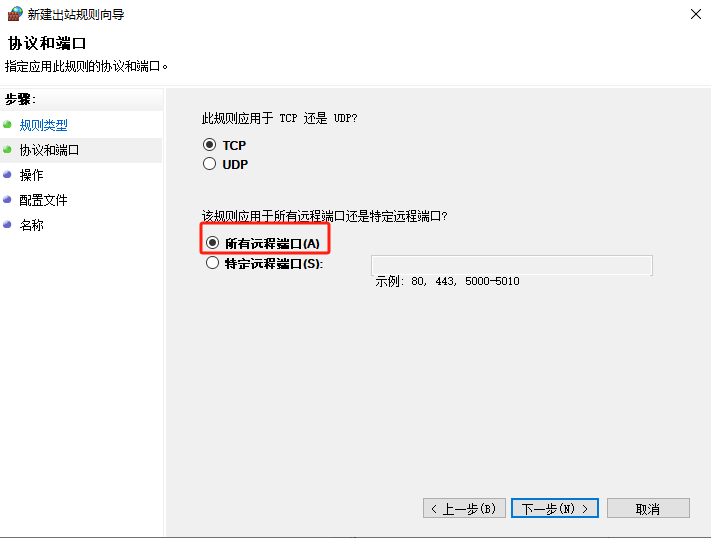 新建出站规则向导
协议和端口
指定应用此规则的协议和端口。
步骤:
规则类型
协议和端口
操作
配置文件
名称
此规则应用于 TCP 还是 UDP?
TCP
UDP
该规则应用于所有远程端口还是特定远程端口?
所有远程端口(A)
特定远程端口(S):
示例: 80, 443, 5000-5010
< 上一步(B)
下一步(N) >
取消